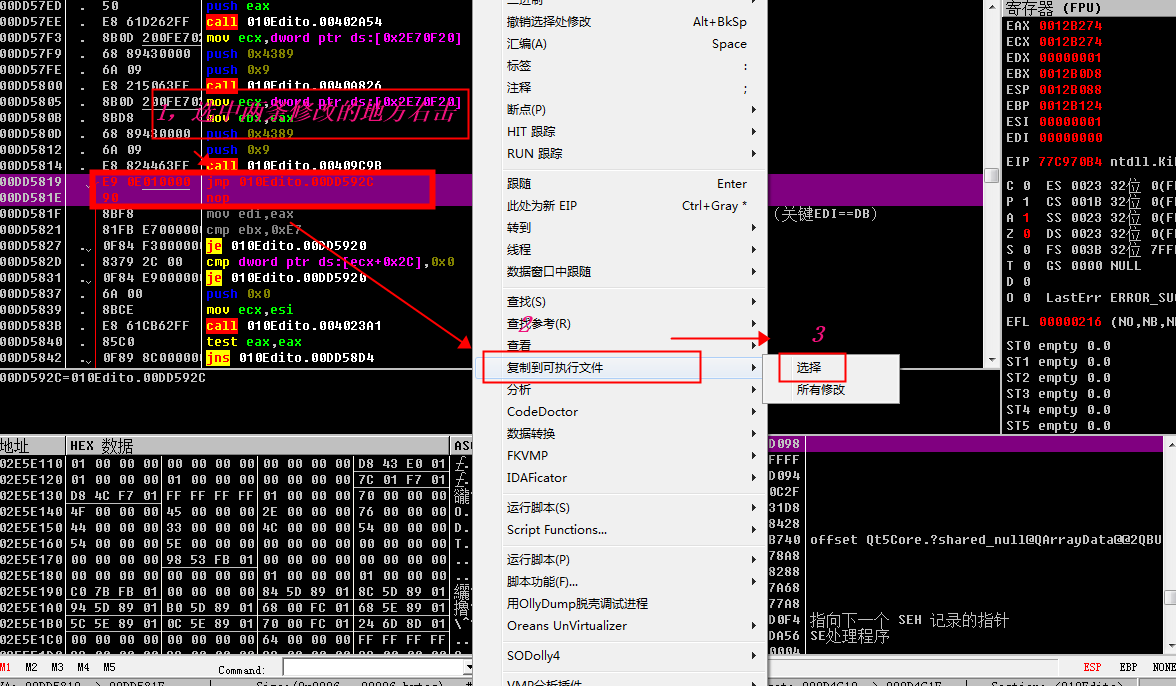 00DD57ED . 50 push eax
00DD57EE . E8 61D262FF call 010Edito.00402A54
00DD57F3 . 8B0D 200FE70 mov ecx,dword ptr ds:[0x2E70F20]
00DD57F9 . 68 89430000 push 0x4389
00DD57FE . 6A 09 push 0x9
00DD5800 . E8 215063FF call 010Edito.0040A826
00DD5805 . 8B0D 200FE70 mov ecx,dword ptr ds:[0x2E70F20]
00DD580B . 8BD8 mov ebx,eax
00DD580D . 68 89430000 push 0x4389
00DD5812 . 6A 09 push 0x9
00DD5814 . E8 824463FF call 010Edito.00409C9B
00DD5819 E9 0E010000 jmp 010Edito.00DD592C
00DD581E 90 nop
00DD581F . 8BF8 mov edi,eax
00DD5821 . 81FB E700000 cmp ebx,0xE7
00DD5827 . 0F84 F300000 je 010Edito.00DD5920
00DD582D . 8379 2C 00 cmp dword ptr ds:[ecx+0x2C],0x0
00DD5831 . 0F84 E900000 je 010Edito.00DD5920
00DD5837 . 6A 00 push 0x0
00DD5839 . 8BCE mov ecx,esi
00DD583B . E8 61CB62FF call 010Edito.004023A1
00DD5840 . 85C0 test eax,eax
00DD5842 . 0F89 8C00000 jns 010Edito.00DD58D4
1，选中两条修改的地方右击
00DD592C=010Edito.00DD592C
撤销选择处修改 Alt+BkSp
汇编(A) Space
标签 :
注释 ;
断点(P)
HIT 跟踪
RUN 跟踪
跟随 Enter
此处为新 EIP Ctrl+Gray *
转到
线程
数据窗口中跟随
查找(S)
查找参考(R)
2
查看
复制到可执行文件
分析
CodeDoctor
数据转换
FKVMP
IDAFicator
运行脚本(S)
Script Functions...
运行脚本(P)
脚本功能(F)...
用OllyDump脱壳调试进程
Oreans UnVirtualizer
SODolly4
VMP分析插件
3
选择
所有修改
(关键EDI==DB)
寄存器 (FPU)
EAX 0012B274
ECX 0012B274
EDX 00000001
EBX 0012B0D8
ESP 0012B088
EBP 0012B124
ESI 00000001
EDI 00000000
EIP 77C970B4 ntdll.Ki
C 0 ES 0023 32位 0(F
P 1 CS 001B 32位 0(F
A 1 SS 0023 32位 0(F
Z 0 DS 0023 32位 0(F
S 0 FS 003B 32位 7FF
T 0 GS 0000 NULL
D 0
O 0 LastErr ERROR_SU
EFL 00000216 (NO,NB,N
ST0 empty 0.0
ST1 empty 0.0
ST2 empty 0.0
ST3 empty 0.0
ST4 empty 0.0
ST5 empty 0.0
地址 HEX 数据 ASC
02E5E110 01 00 00 00 00 00 00 00 00 00 00 00 D8 43 E0 01
02E5E120 01 00 00 00 01 00 00 00 00 00 00 00 7C 01 F7 01
02E5E130 D8 4C F7 01 FF FF FF FF 01 00 00 00 70 00 00 00
02E5E140 4F 00 00 00 45 00 00 00 2E 00 00 00 76 00 00 00 O.
02E5E150 44 00 00 00 33 00 00 00 4C 00 00 00 54 00 00 00 D.
02E5E160 54 00 00 00 5E 00 00 00 00 00 00 00 00 00 00 00 T.
02E5E170 00 00 00 00 98 53 FB 01 00 00 00 00 00 00 00 00 ..
02E5E180 00 00 00 00 00 00 00 00 01 00 00 00 01 00 00 00 ..
02E5E190 C0 7B FB 01 00 00 00 00 84 5D 89 01 8C 5D 89 01
02E5E1A0 94 5D 89 01 B0 5D 89 01 68 00 FC 01 68 5E 89 01
02E5E1B0 5C 5E 89 01 0C 5E 89 01 70 00 FC 01 24 6D 8D 01 \^
02E5E1C0 00 00 00 00 00 00 00 00 64 00 00 00 FF FF FF FF
D098
FFFF
D094
0C2F
31D8
8428
B740 offset Qt5Core.?shared_null@QArrayData@@2QBU
78A8
8288
7A68
77A8
D0F4 指向下一个 SEH 记录的指针
DA56 SE处理程序
0004
M1 M2 M3 M4 M5 Command: ESP EBP NONE